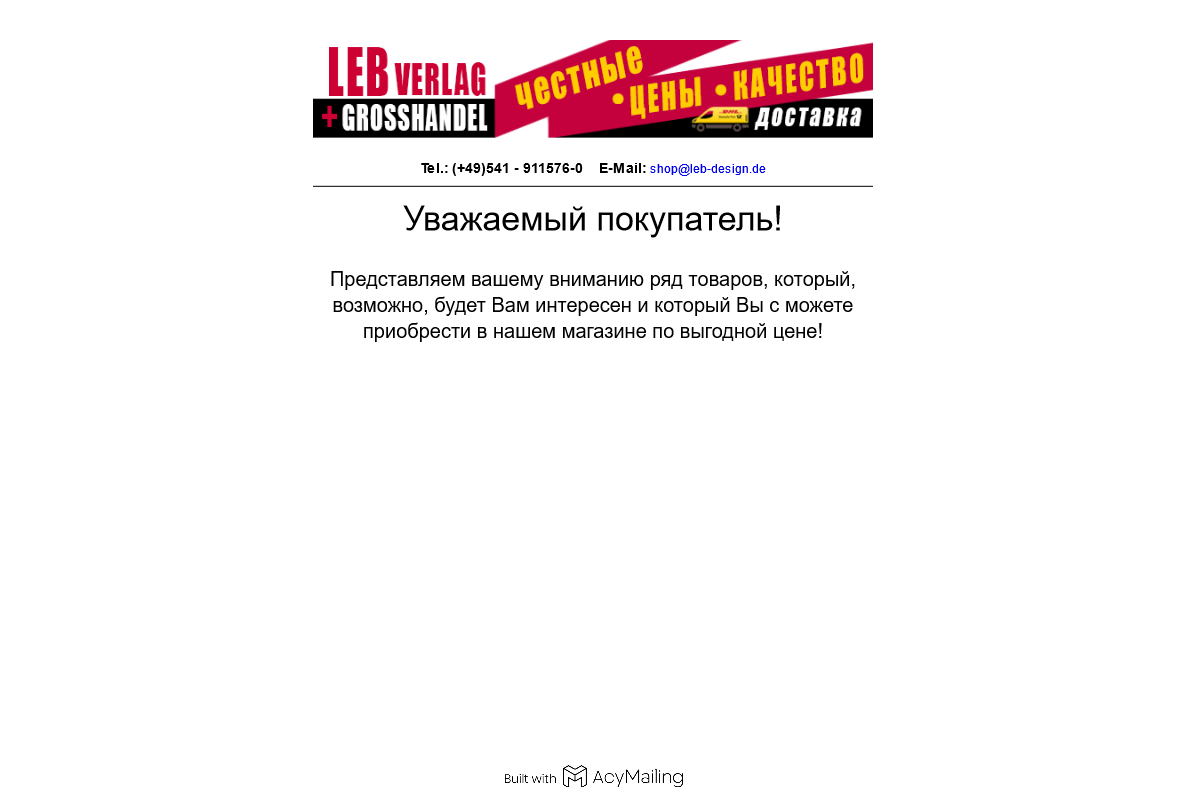 LEB VERLAG
+ GROSSHANDEL
честные
• ЦЕНЫ • КАЧЕСТВО
доставка
Tel.: (+49)541 - 911576-0 E-Mail: shop@leb-design.de
Уважаемый покупатель!
Представляем вашему вниманию ряд товаров, который,
возможно, будет Вам интересен и который Вы с можете
приобрести в нашем магазине по выгодной цене!
Built with AcyMailing